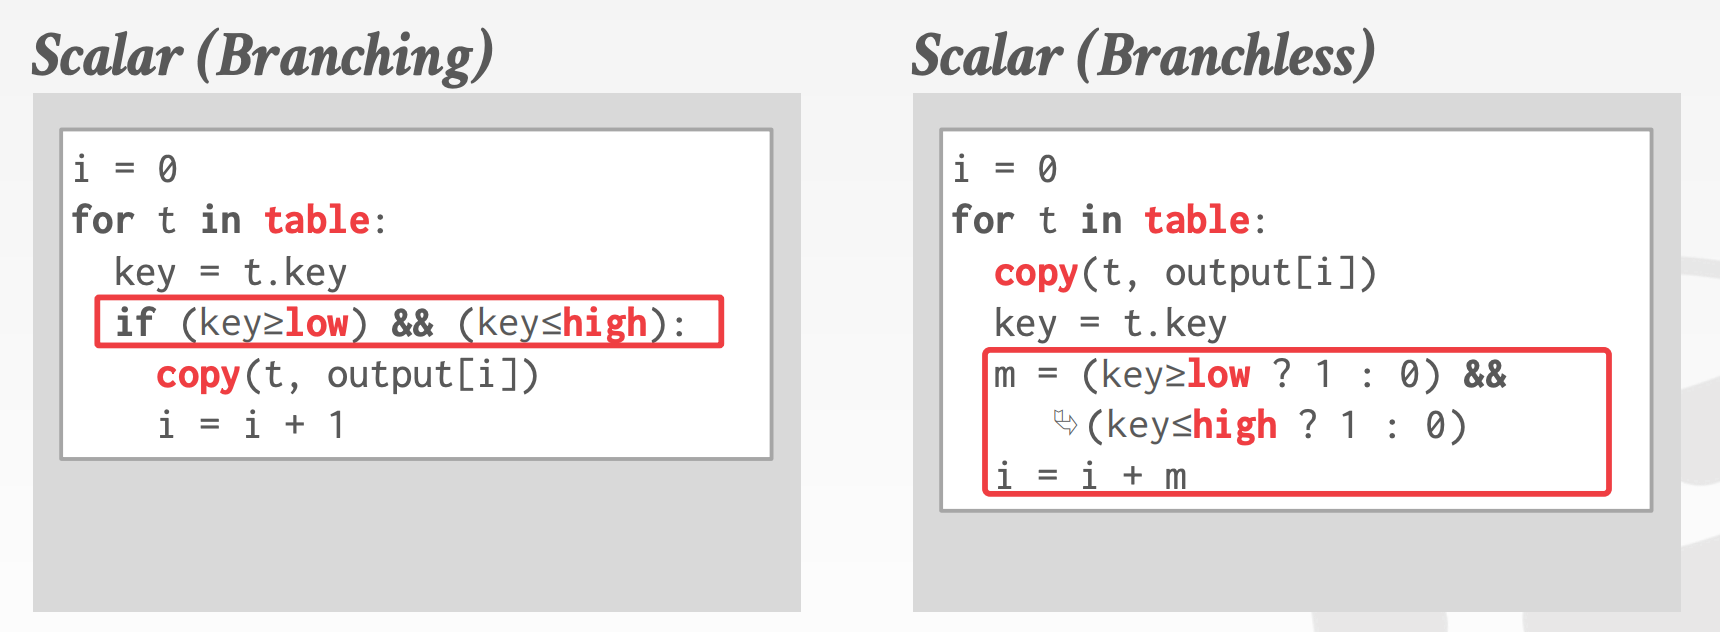 Scalar (Branching)
i = 0
for t in table:
key = t.key
if (key≥low) && (key≤high):
copy(t, output[i])
i = i + 1
Scalar (Branchless)
i = 0
for t in table:
copy(t, output[i])
key = t.key
m = (key≥low ? 1 : 0) &&
(key≤high ? 1 : 0)
i = i + m